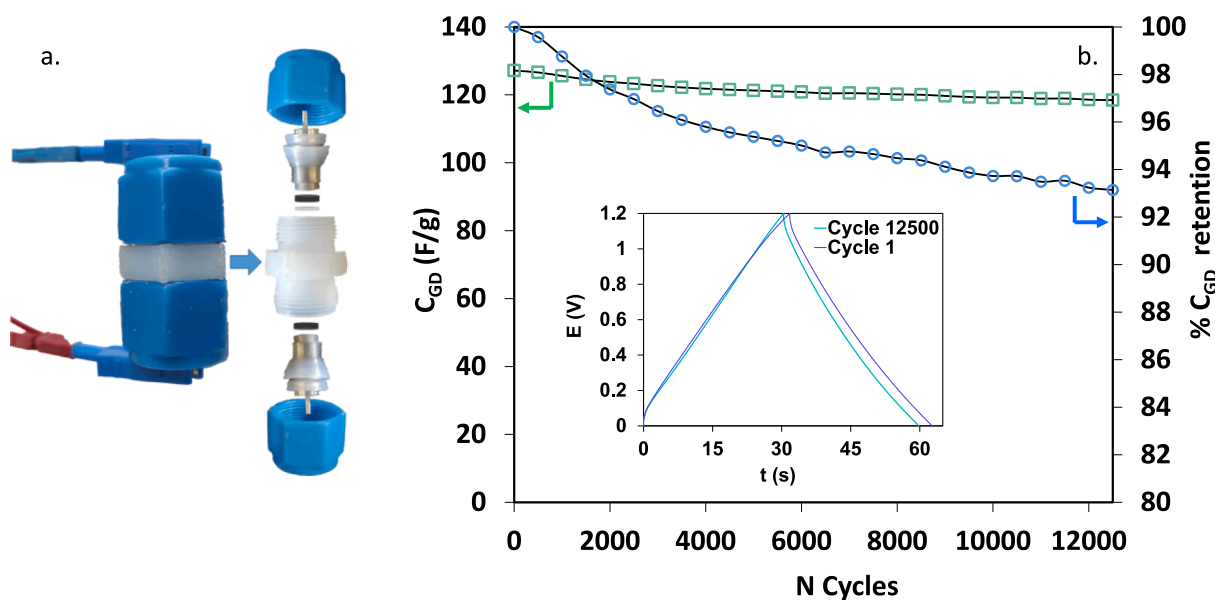 a.
b.
C_GD (F/g)
140
120
100
80
60
40
20
0
0 2000 4000 6000 8000 10000 12000
N Cycles
100
98
96
94
92
90
88
86
84
82
80
% C_GD retention
E (V)
1.2
1
0.8
0.6
0.4
0.2
0
0 15 30 45 60
t (s)
Cycle 12500
Cycle 1